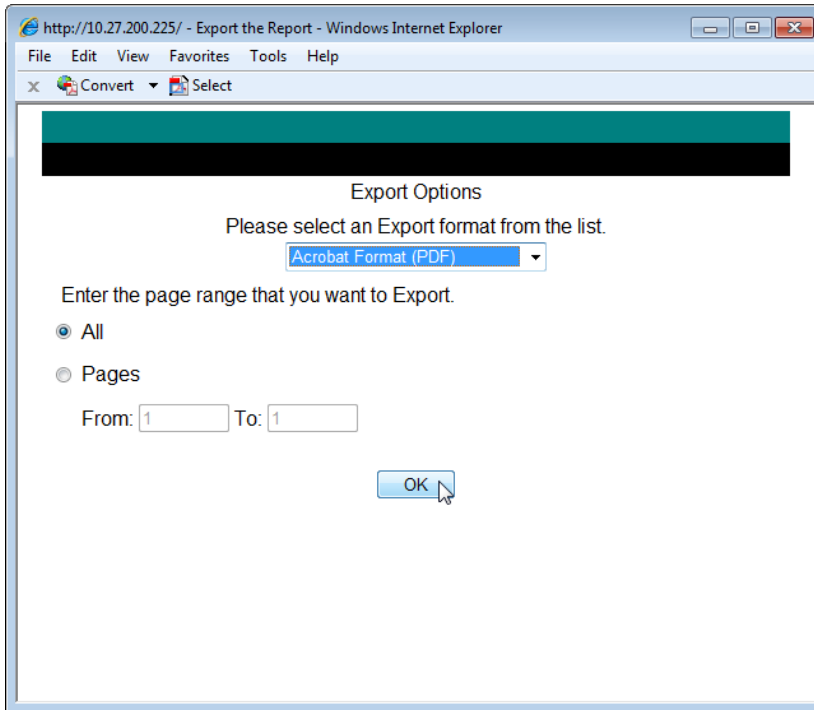 http://10.27.200.225/ - Export the Report - Windows Internet Explorer
File Edit View Favorites Tools Help
x Convert Select
Export Options
Please select an Export format from the list.
Acrobat Format (PDF)
Enter the page range that you want to Export.
All
Pages
From: 1 To: 1
OK